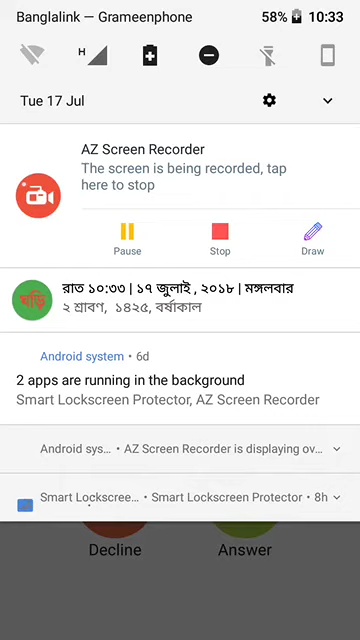 Banglalink — Grameenphone 58% 10:33
H
Tue 17 Jul
AZ Screen Recorder
The screen is being recorded, tap
here to stop
Pause Stop Draw
ঘড়ি
রাত ১০:৩৩ | ১৭ জুলাই , ২০১৮ | মঙ্গলবার
২ শ্রাবণ, ১৪২৫, বর্ষাকাল
Android system • 6d
2 apps are running in the background
Smart Lockscreen Protector, AZ Screen Recorder
Android sys… • AZ Screen Recorder is displaying ov…
Smart Lockscree… • Smart Lockscreen Protector • 8h
Decline Answer